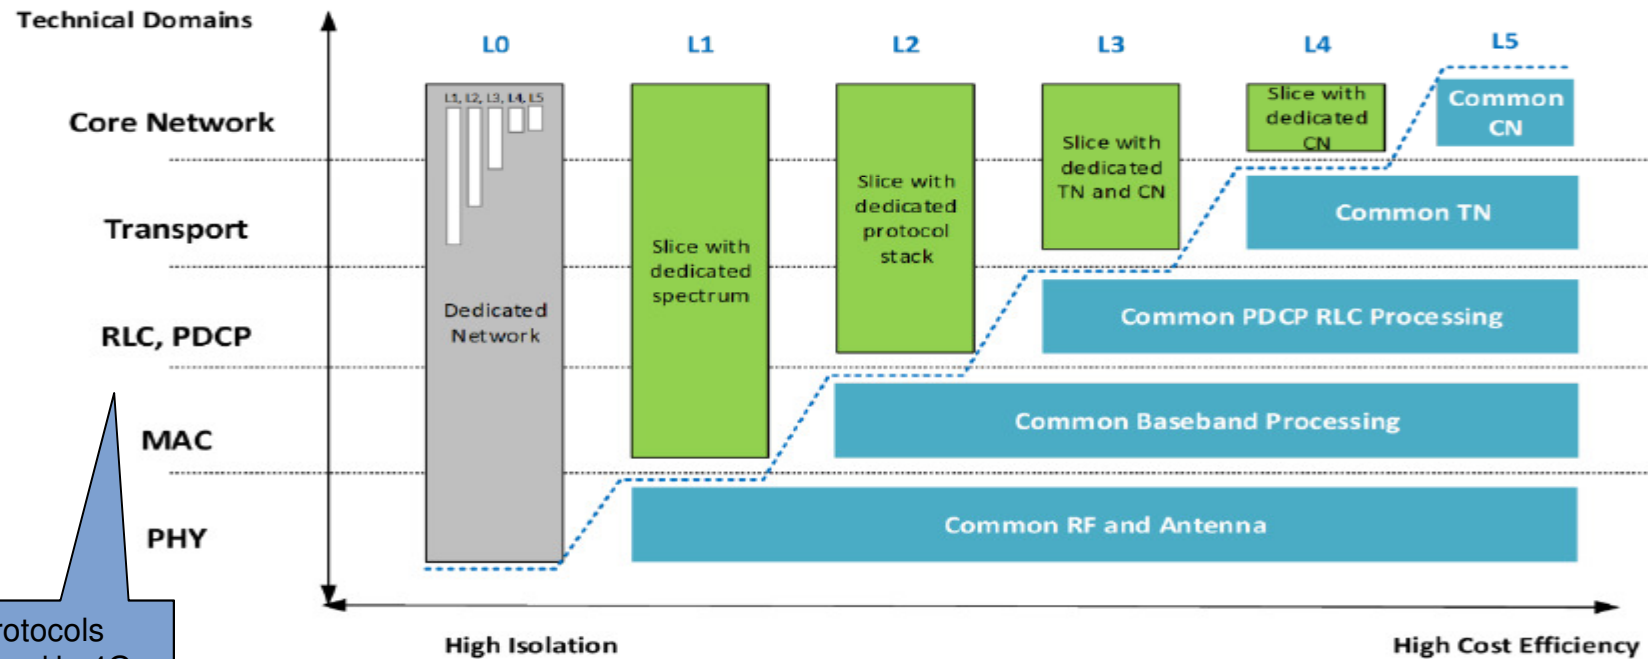 Technical Domains
L0
L1
L2
L3
L4
L5
Core Network
Transport
RLC, PDCP
MAC
PHY
L1, L2, L3, L4, L5
Dedicated
Network
Slice with
dedicated
spectrum
Slice with
dedicated
protocol
stack
Slice with
dedicated
TN and CN
Slice with
dedicated
CN
Common
CN
Common TN
Common PDCP RLC Processing
Common Baseband Processing
Common RF and Antenna
High Isolation
High Cost Efficiency
rotocols